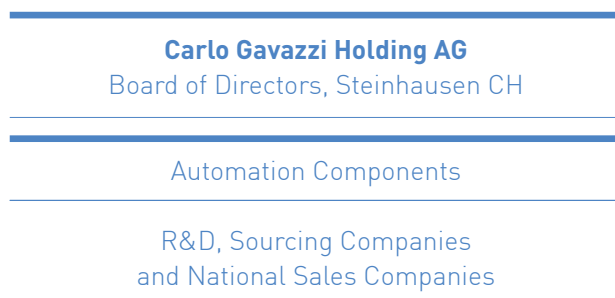 Carlo Gavazzi Holding AG
Board of Directors, Steinhausen CH
Automation Components
R&D, Sourcing Companies
and National Sales Companies